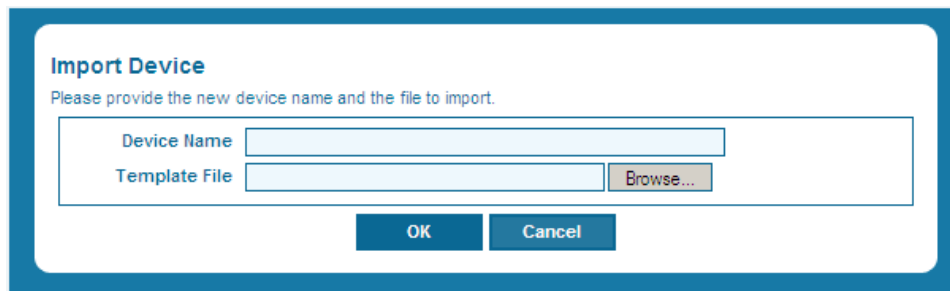 Import Device
Please provide the new device name and the file to import.
Device Name
Template File Browse...
OK Cancel